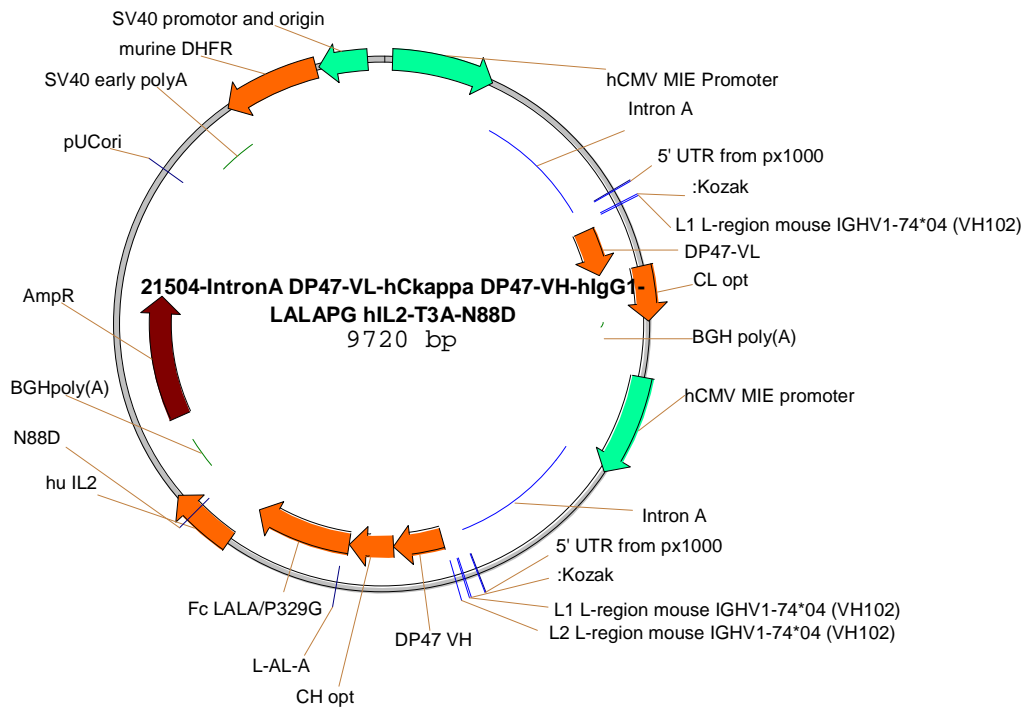 SV40 promotor and origin
murine DHFR
SV40 early polyA
pUCori
hCMV MIE Promoter
Intron A
5' UTR from px1000
:Kozak
L1 L-region mouse IGHV1-74*04 (VH102)
DP47-VL
CL opt
21504-IntronA DP47-VL-hCkappa DP47-VH-hIgG1-
LALAPG hIL2-T3A-N88D
9720 bp
AmpR
BGH poly(A)
BGHpoly(A)
hCMV MIE promoter
N88D
hu IL2
Intron A
5' UTR from px1000
:Kozak
L1 L-region mouse IGHV1-74*04 (VH102)
L2 L-region mouse IGHV1-74*04 (VH102)
Fc LALA/P329G
DP47 VH
L-AL-A
CH opt